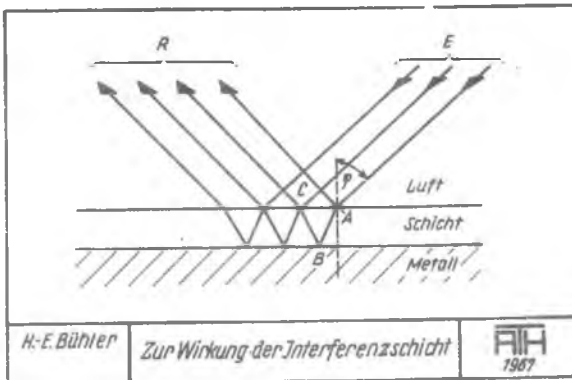 R E
C φ Luft
A
Schicht
B
Metall
H.-E. Bühler Zur Wirkung der Interferenzschicht ATH
1967